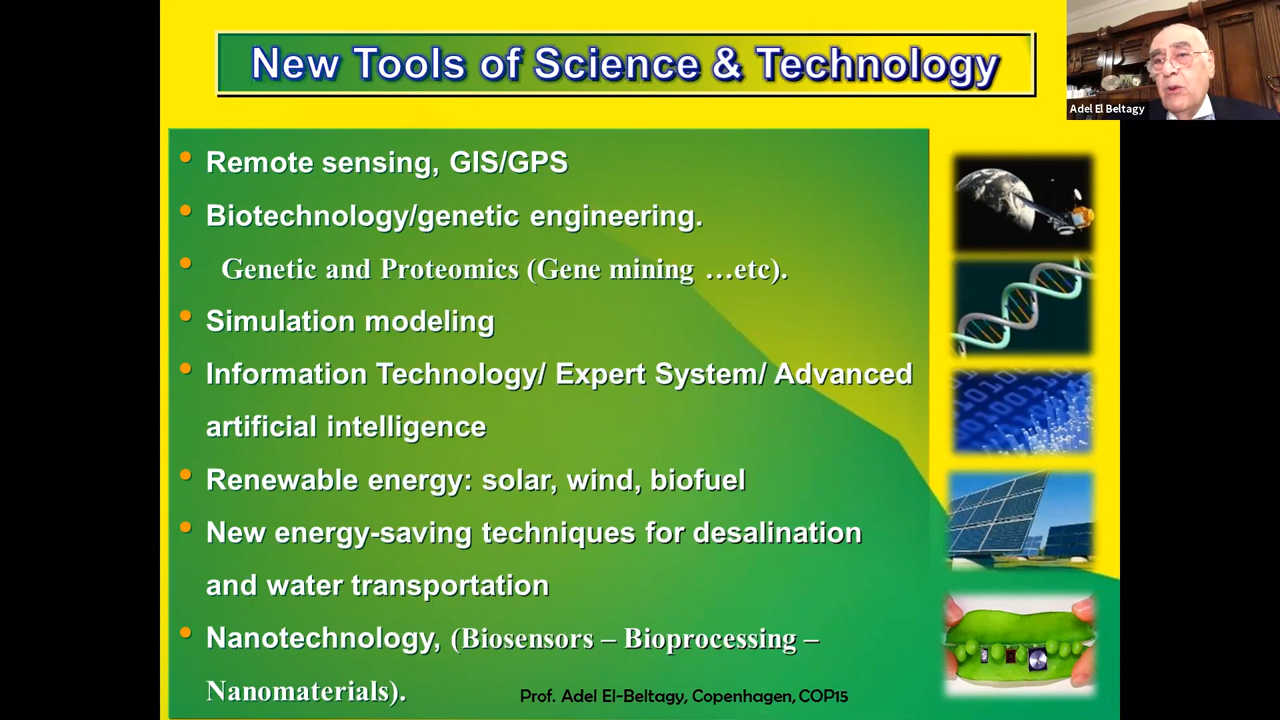 New Tools of Science & Technology
Adel El Beltagy
• Remote sensing, GIS/GPS
• Biotechnology/genetic engineering.
• Genetic and Proteomics (Gene mining …etc).
• Simulation modeling
• Information Technology/ Expert System/ Advanced
artificial intelligence
• Renewable energy: solar, wind, biofuel
• New energy-saving techniques for desalination
and water transportation
• Nanotechnology, (Biosensors – Bioprocessing –
Nanomaterials).
Prof. Adel El-Beltagy, Copenhagen, COP15